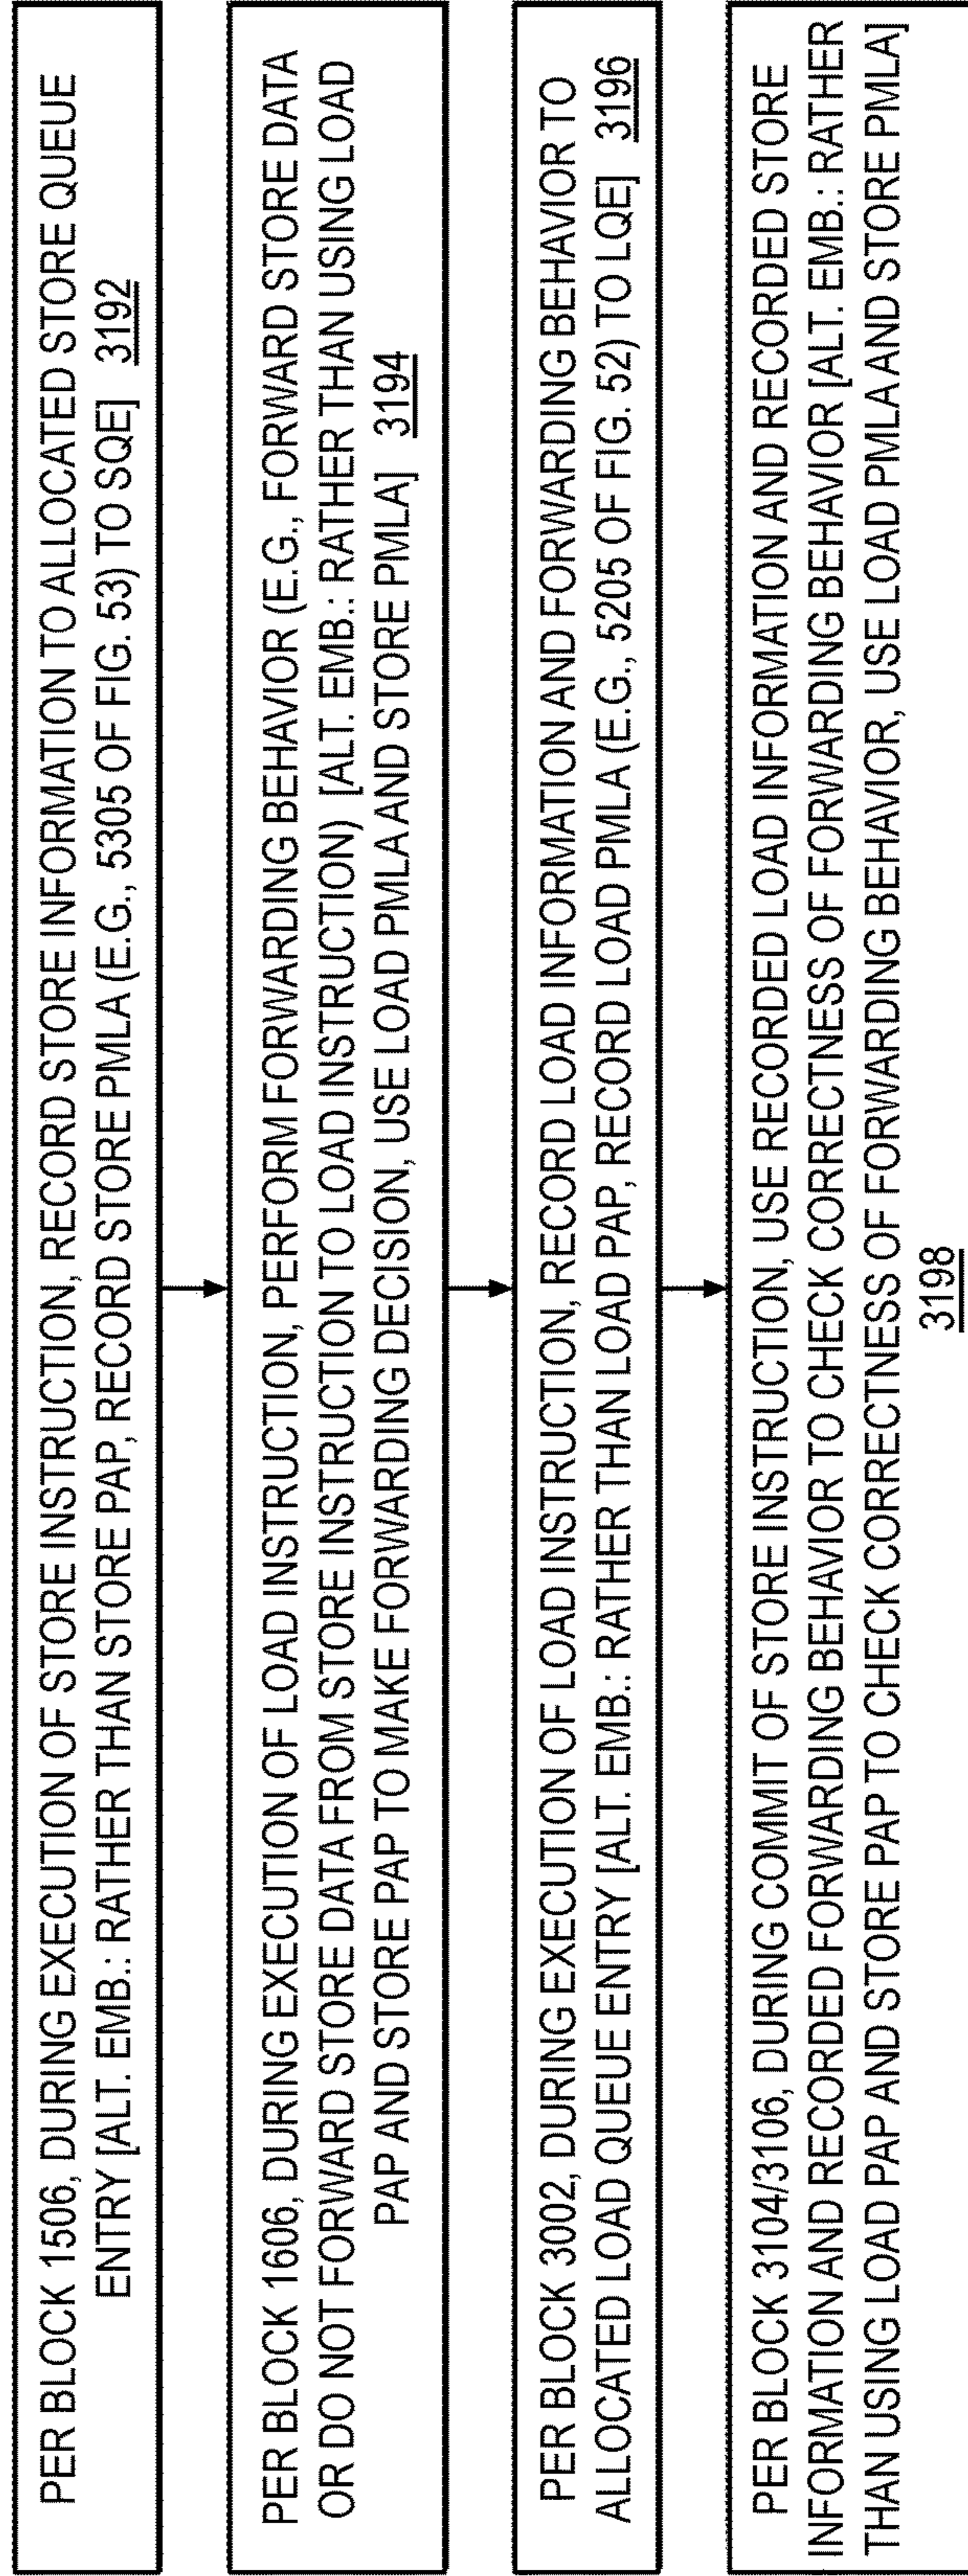 PER BLOCK 1506, DURING EXECUTION OF STORE INSTRUCTION, RECORD STORE INFORMATION TO ALLOCATED STORE QUEUE
ENTRY [ALT. EMB.: RATHER THAN STORE PAP, RECORD STORE PMLA (E.G., 5305 OF FIG. 53) TO SQE] 3192
PER BLOCK 1606, DURING EXECUTION OF LOAD INSTRUCTION, PERFORM FORWARDING BEHAVIOR (E.G., FORWARD STORE DATA
OR DO NOT FORWARD STORE DATA FROM STORE INSTRUCTION TO LOAD INSTRUCTION) [ALT. EMB.: RATHER THAN USING LOAD
PAP AND STORE PAP TO MAKE FORWARDING DECISION, USE LOAD PMLA AND STORE PMLA] 3194
PER BLOCK 3002, DURING EXECUTION OF LOAD INSTRUCTION, RECORD LOAD INFORMATION AND FORWARDING BEHAVIOR TO
ALLOCATED LOAD QUEUE ENTRY [ALT. EMB.: RATHER THAN LOAD PAP, RECORD LOAD PMLA (E.G., 5205 OF FIG. 52) TO LQE] 3196
PER BLOCK 3104/3106, DURING COMMIT OF STORE INSTRUCTION, USE RECORDED LOAD INFORMATION AND RECORDED STORE
INFORMATION AND RECORDED FORWARDING BEHAVIOR TO CHECK CORRECTNESS OF FORWARDING BEHAVIOR [ALT. EMB.: RATHER
THAN USING LOAD PAP AND STORE PAP TO CHECK CORRECTNESS OF FORWARDING BEHAVIOR, USE LOAD PMLA AND STORE PMLA]
3198